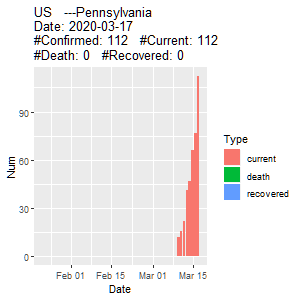 US   ---Pennsylvania
Date: 2020-03-17
#Confirmed: 112   #Current: 112
#Death: 0   #Recovered: 0
Num
90
60
30
0
Feb 01
Feb 15
Mar 01
Mar 15
Date
Type
current
death
recovered